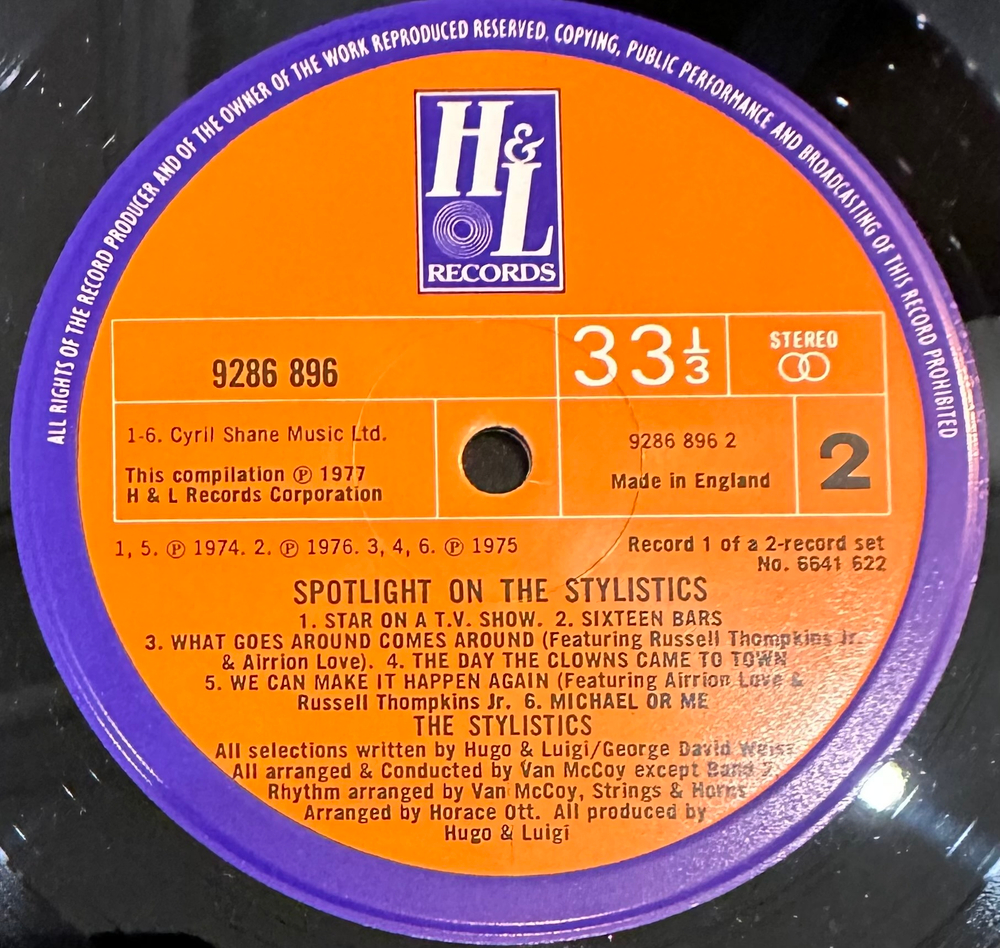 ALL RIGHTS OF THE RECORD PRODUCER AND OF THE OWNER OF THE WORK REPRODUCED RESERVED. COPYING, PUBLIC PERFORMANCE AND BROADCASTING OF THIS RECORD PROHIBITED
H&L
RECORDS
9286 896
33⅓
STEREO
1-6. Cyril Shane Music Ltd.
This compilation ℗ 1977
H & L Records Corporation
9286 896 2
Made in England
2
1, 5. ℗ 1974. 2. ℗ 1976. 3, 4, 6. ℗ 1975
Record 1 of a 2-record set
No. 6641 622
SPOTLIGHT ON THE STYLISTICS
1. STAR ON A T.V. SHOW. 2. SIXTEEN BARS
3. WHAT GOES AROUND COMES AROUND (Featuring Russell Thompkins Jr.
& Airrion Love). 4. THE DAY THE CLOWNS CAME TO TOWN
5. WE CAN MAKE IT HAPPEN AGAIN (Featuring Airrion Love &
Russell Thompkins Jr. 6. MICHAEL OR ME
THE STYLISTICS
All selections written by Hugo & Luigi/George David Weiss
All arranged & Conducted by Van McCoy except Band 2,
Rhythm arranged by Van McCoy, Strings & Horns
Arranged by Horace Ott. All produced by
Hugo & Luigi